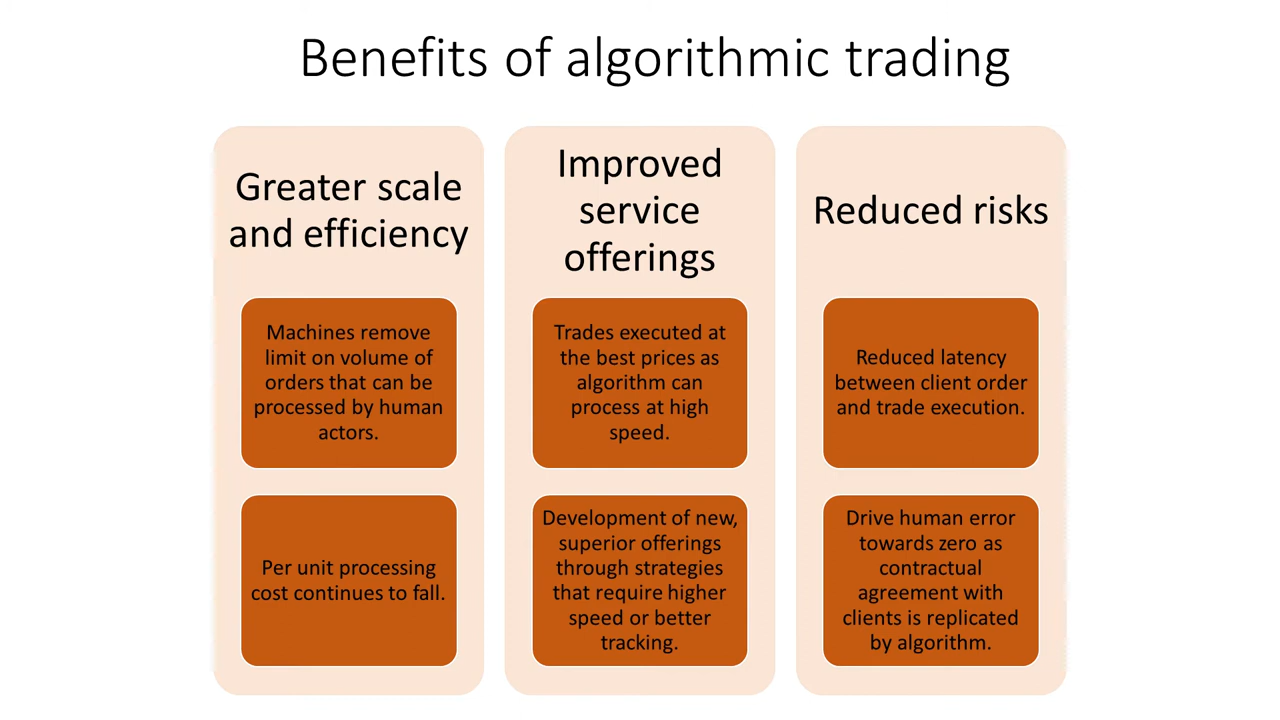 Benefits of algorithmic trading
Greater scale
and efficiency
Machines remove
limit on volume of
orders that can be
processed by human
actors.
Per unit processing
cost continues to fall.
Improved
service
offerings
Trades executed at
the best prices as
algorithm can
process at high
speed.
Development of new,
superior offerings
through strategies
that require higher
speed or better
tracking.
Reduced risks
Reduced latency
between client order
and trade execution.
Drive human error
towards zero as
contractual
agreement with
clients is replicated
by algorithm.